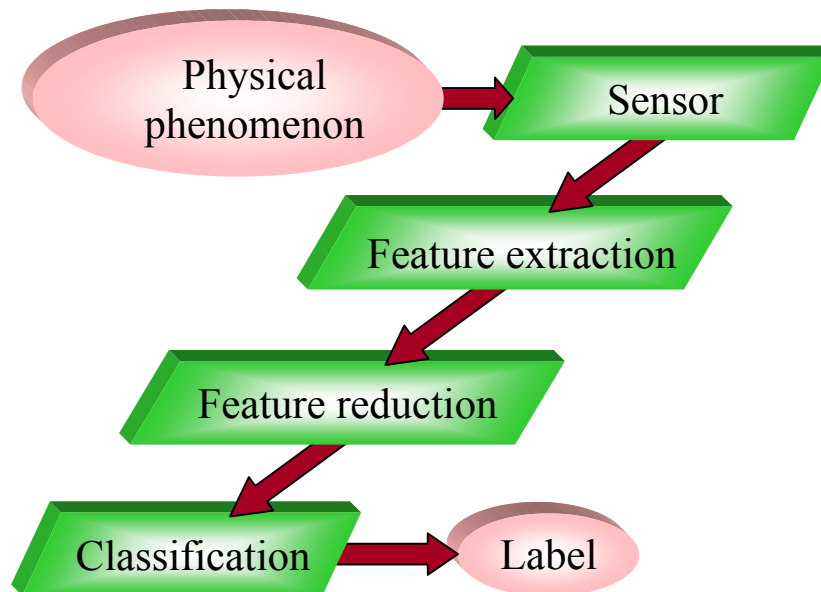 Physical
phenomenon
Sensor
Feature extraction
Feature reduction
Classification
Label